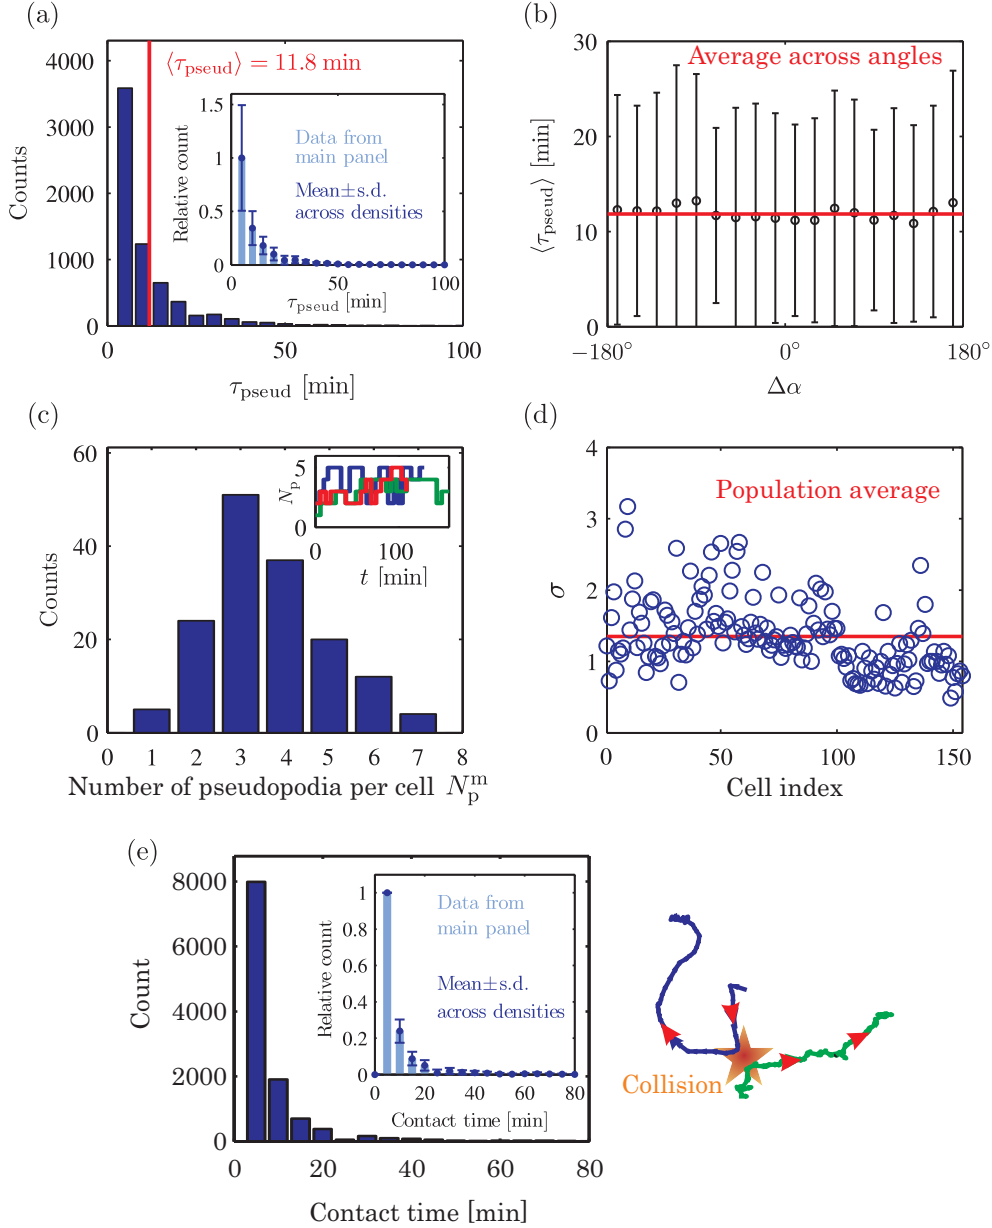 (a)
⟨τpseud⟩ = 11.8 min
4000
3000
2000
1000
0
Counts
0
50
100
τpseud [min]
1.5
1
0.5
0
Relative count
Data from
main panel
Mean±s.d.
across densities
0
50
100
τpseud [min]
(b)
Average across angles
30
20
10
0
⟨τpseud⟩ [min]
−180°
0°
180°
Δα
(c)
60
40
20
0
Counts
0
1
2
3
4
5
6
7
8
Number of pseudopodia per cell Npm
5
0
Np
0
100
t [min]
(d)
Population average
4
3
2
1
0
σ
0
50
100
150
Cell index
(e)
8000
6000
4000
2000
0
Count
0
20
40
60
80
Contact time [min]
1
0.8
0.6
0.4
0.2
0
Relative count
Data from
main panel
Mean±s.d.
across densities
0
20
40
60
80
Contact time [min]
Collision